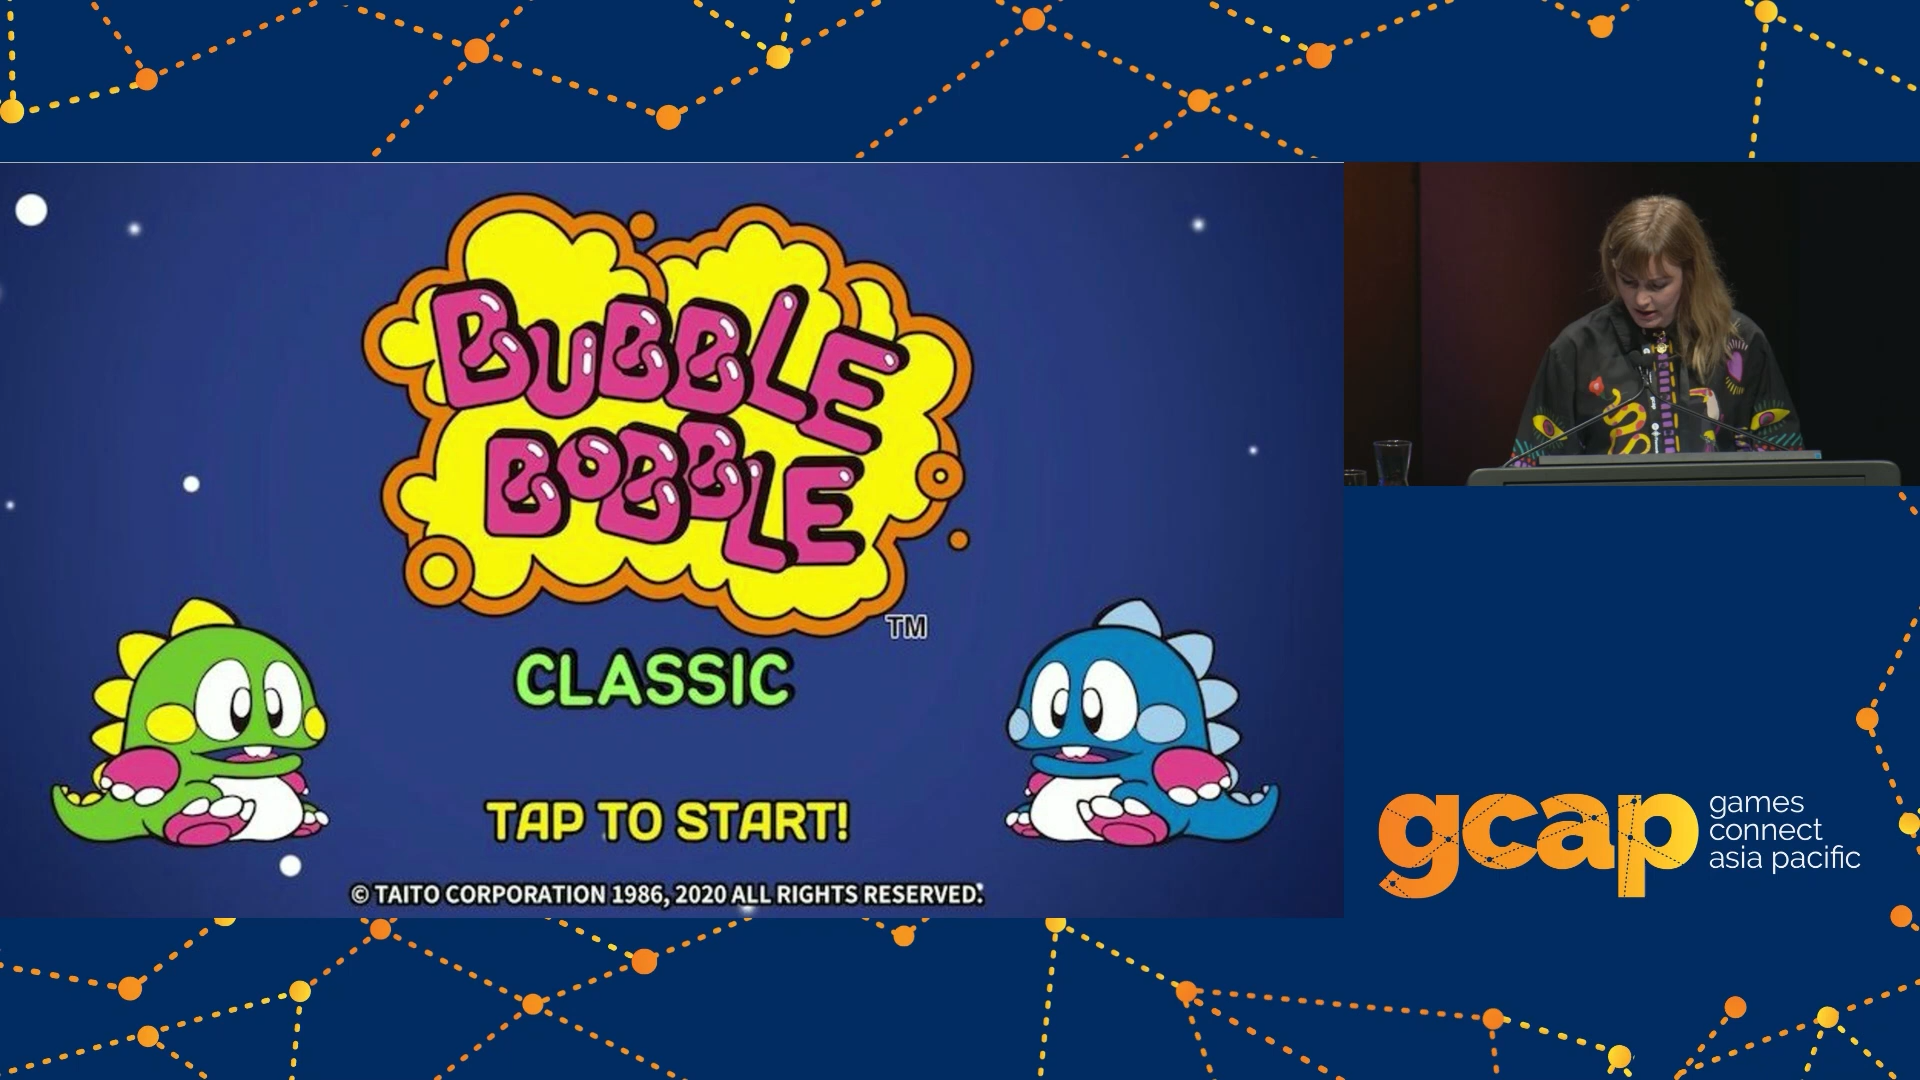 BUBBLE
BOBBLE
TM
CLASSIC
TAP TO START!
© TAITO CORPORATION 1986, 2020 ALL RIGHTS RESERVED.
gcap
games
connect
asia pacific